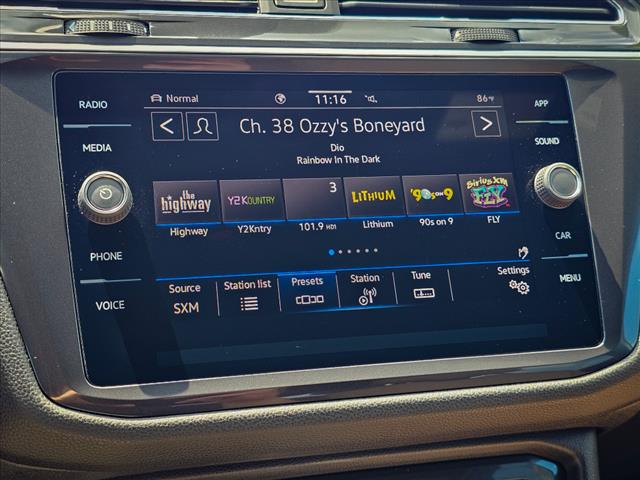 RADIO
MEDIA
PHONE
VOICE
Normal
11:16
86°F
Ch. 38 Ozzy's Boneyard
Dio
Rainbow In The Dark
the highway
Y2KOUNTRY
3
LITHIUM
'90s on 9
SiriusXM FLY
Highway
Y2Kntry
101.9 HD1
Lithium
90s on 9
FLY
Source
SXM
Station list
Presets
Station
Tune
Settings
APP
SOUND
CAR
MENU